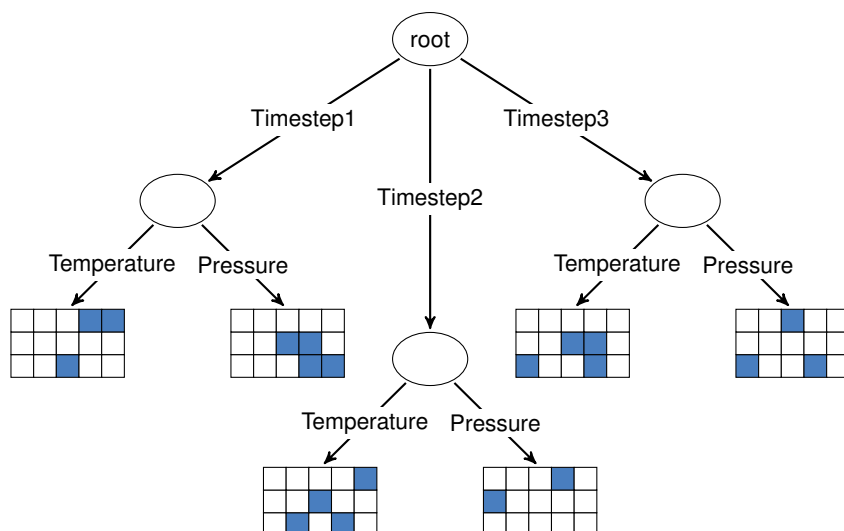 root
Timestep1
Timestep3
Timestep2
Temperature
Pressure
Temperature
Pressure
Temperature
Pressure